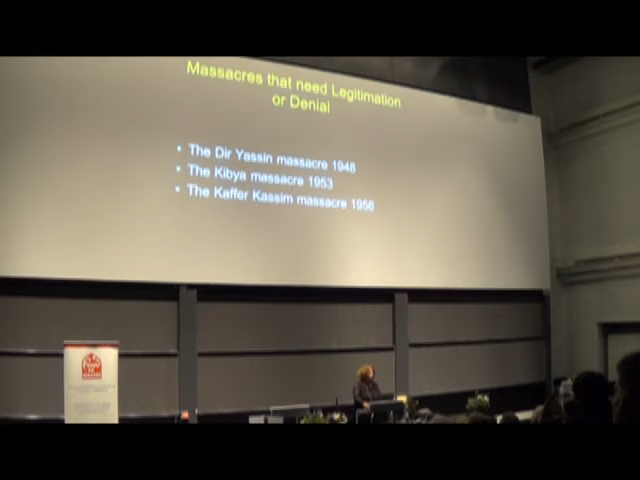 Massacres that need Legitimation
or Denial
• The Dir Yassin massacre 1948
• The Kibya massacre 1953
• The Kaffer Kassim massacre 1956